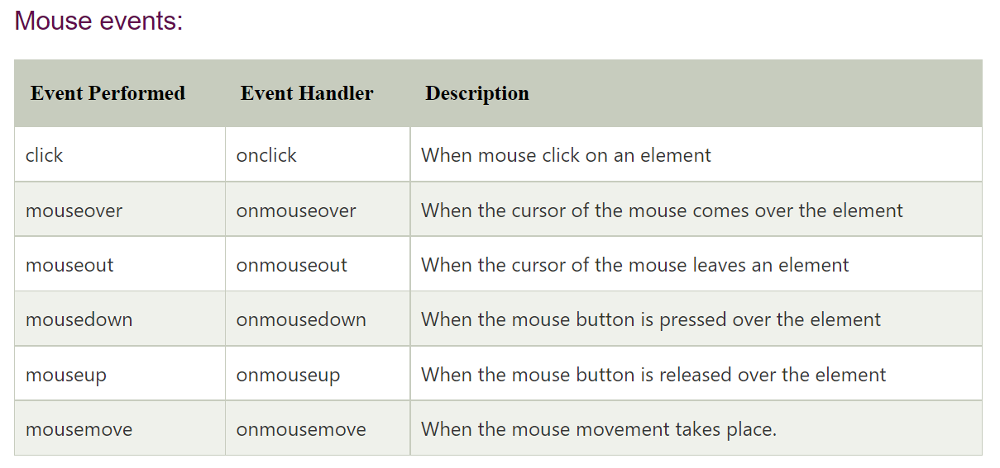 Mouse events:
Event Performed Event Handler Description
click onclick When mouse click on an element
mouseover onmouseover When the cursor of the mouse comes over the element
mouseout onmouseout When the cursor of the mouse leaves an element
mousedown onmousedown When the mouse button is pressed over the element
mouseup onmouseup When the mouse button is released over the element
mousemove onmousemove When the mouse movement takes place.